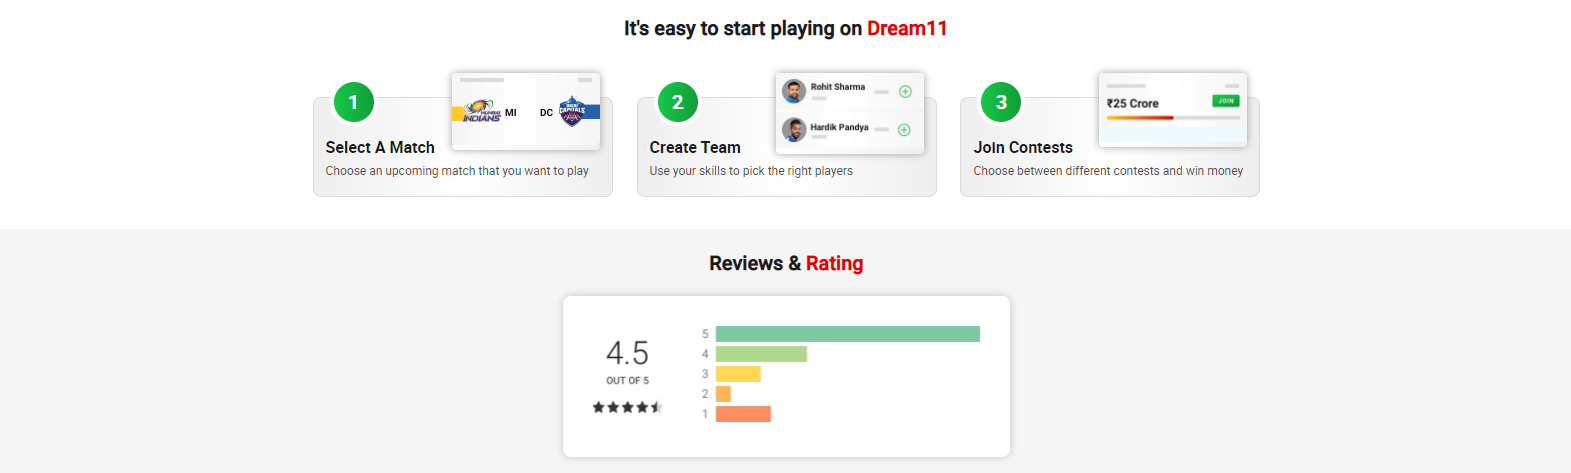 It's easy to start playing on Dream11
1
MUMBAI
INDIANS
MI
DC
DELHI
CAPITALS
Select A Match
Choose an upcoming match that you want to play
2
Rohit Sharma
Hardik Pandya
Create Team
Use your skills to pick the right players
3
₹25 Crore
JOIN
Join Contests
Choose between different contests and win money
Reviews & Rating
4.5
OUT OF 5
5
4
3
2
1